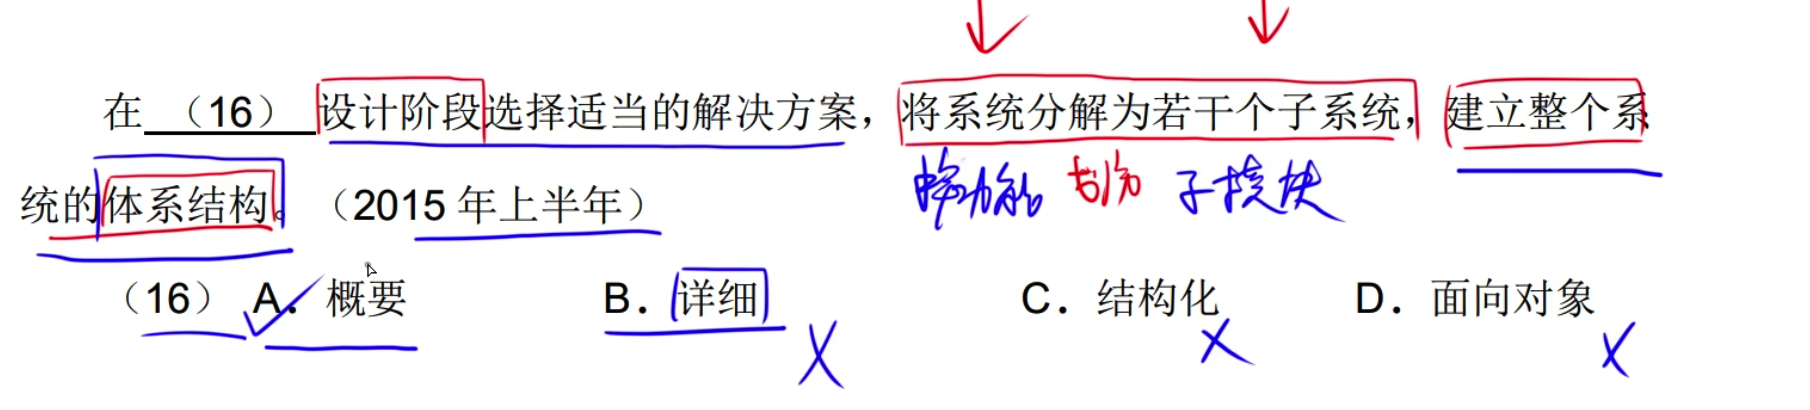 在 （16） 设计阶段选择适当的解决方案，将系统分解为若干个子系统，建立整个系
统的体系结构。（2015 年上半年）
将功能 划分 子模块
（16） A. 概要 B. 详细 C. 结构化 D. 面向对象